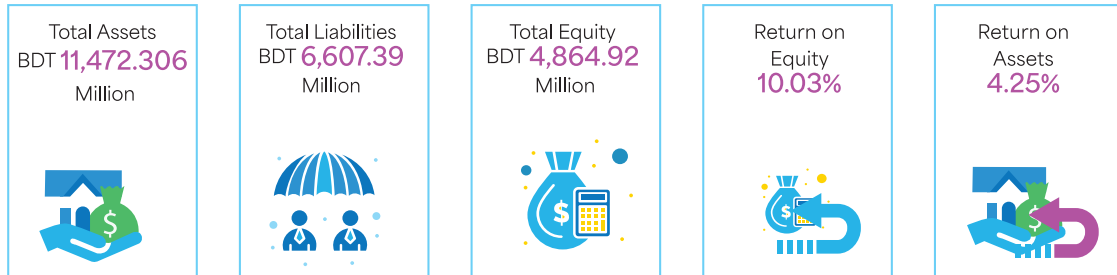 Total Assets
BDT 11,472.306
Million
$
Total Liabilities
BDT 6,607.39
Million
Total Equity
BDT 4,864.92
Million
$
Return on
Equity
10.03%
$
Return on
Assets
4.25%
$